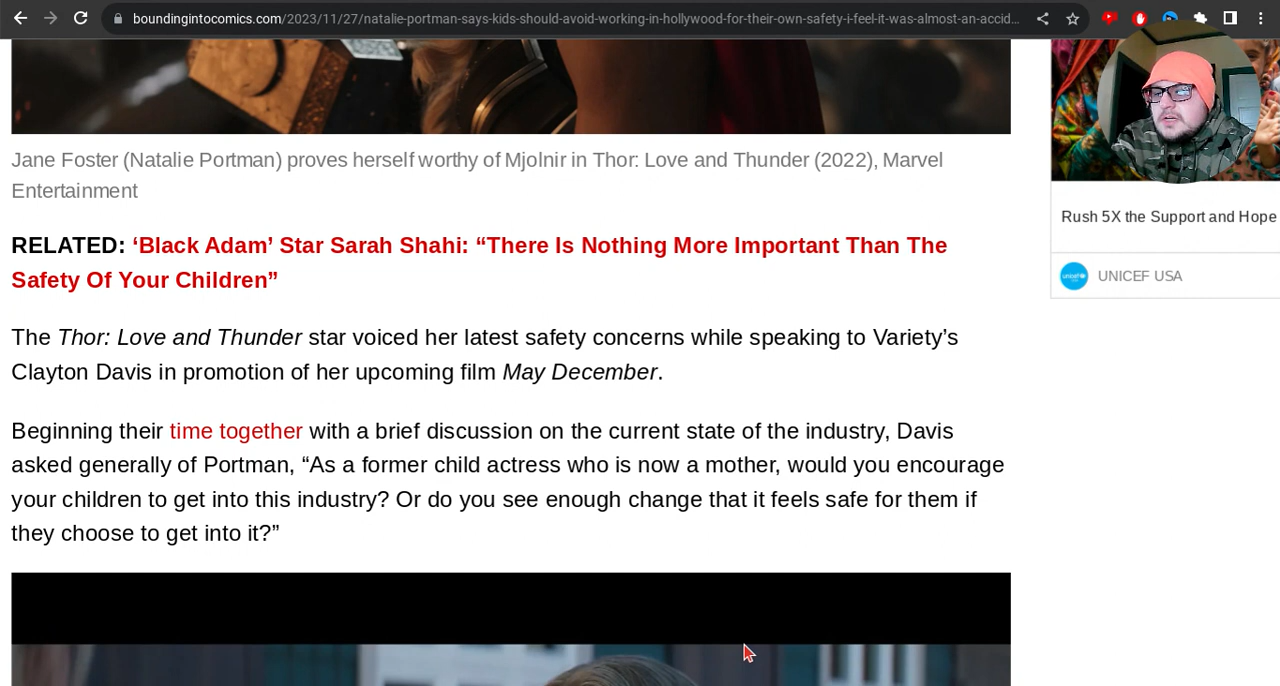 boundingintocomics.com/2023/11/27/natalie-portman-says-kids-should-avoid-working-in-hollywood-for-their-own-safety-i-feel-it-was-almost-an-accid...
Jane Foster (Natalie Portman) proves herself worthy of Mjolnir in Thor: Love and Thunder (2022), Marvel
Entertainment
Rush 5X the Support and Hope
RELATED: ‘Black Adam’ Star Sarah Shahi: “There Is Nothing More Important Than The
Safety Of Your Children”
UNICEF USA
The Thor: Love and Thunder star voiced her latest safety concerns while speaking to Variety’s
Clayton Davis in promotion of her upcoming film May December.
Beginning their time together with a brief discussion on the current state of the industry, Davis
asked generally of Portman, “As a former child actress who is now a mother, would you encourage
your children to get into this industry? Or do you see enough change that it feels safe for them if
they choose to get into it?”